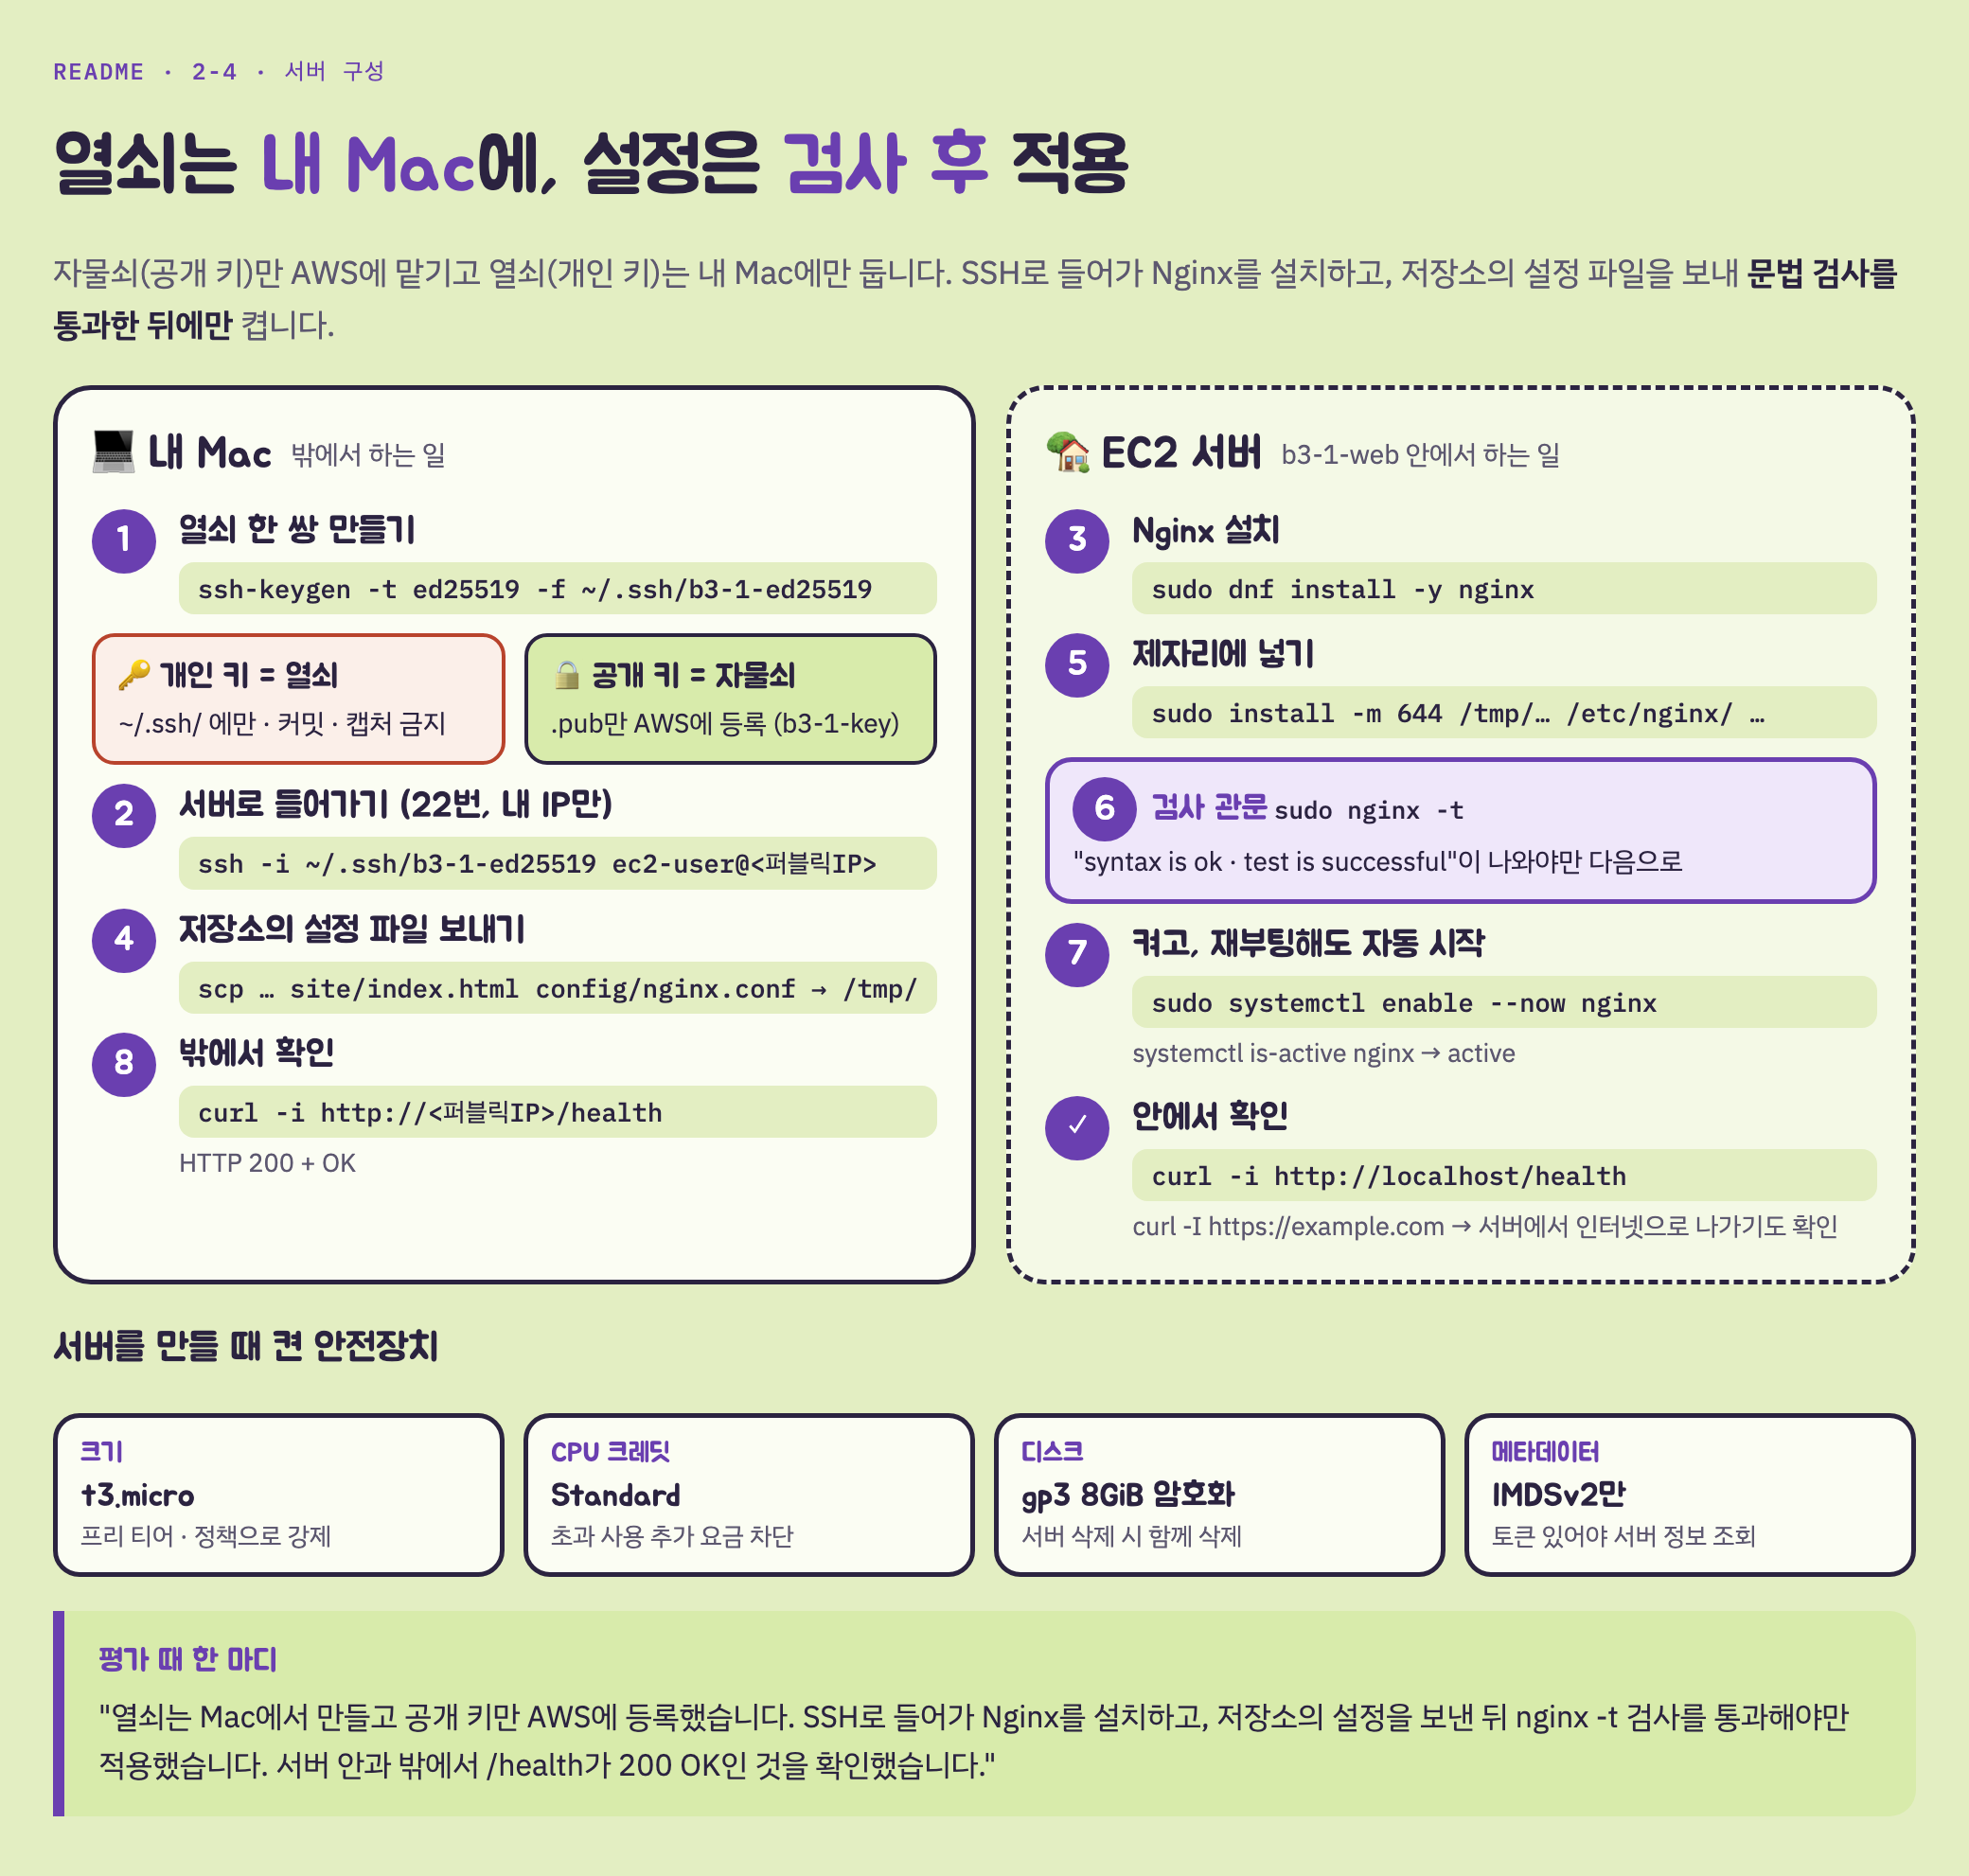 README · 2-4 · 서버 구성
열쇠는 내 Mac에, 설정은 검사 후 적용
자물쇠(공개 키)만 AWS에 맡기고 열쇠(개인 키)는 내 Mac에만 둡니다. SSH로 들어가 Nginx를 설치하고, 저장소의 설정 파일을 보내 문법 검사를
통과한 뒤에만 켭니다.
내 Mac 밖에서 하는 일
1 열쇠 한 쌍 만들기
ssh-keygen -t ed25519 -f ~/.ssh/b3-1-ed25519
개인 키 = 열쇠
~/.ssh/ 에만 · 커밋 · 캡처 금지
공개 키 = 자물쇠
.pub만 AWS에 등록 (b3-1-key)
2 서버로 들어가기 (22번, 내 IP만)
ssh -i ~/.ssh/b3-1-ed25519 ec2-user@<퍼블릭IP>
4 저장소의 설정 파일 보내기
scp … site/index.html config/nginx.conf → /tmp/
8 밖에서 확인
curl -i http://<퍼블릭IP>/health
HTTP 200 + OK
EC2 서버 b3-1-web 안에서 하는 일
3 Nginx 설치
sudo dnf install -y nginx
5 제자리에 넣기
sudo install -m 644 /tmp/… /etc/nginx/ …
6 검사 관문 sudo nginx -t
"syntax is ok · test is successful"이 나와야만 다음으로
7 켜고, 재부팅해도 자동 시작
sudo systemctl enable --now nginx
systemctl is-active nginx → active
✓ 안에서 확인
curl -i http://localhost/health
curl -I https://example.com → 서버에서 인터넷으로 나가기도 확인
서버를 만들 때 켠 안전장치
크기
t3.micro
프리 티어 · 정책으로 강제
CPU 크레딧
Standard
초과 사용 추가 요금 차단
디스크
gp3 8GiB 암호화
서버 삭제 시 함께 삭제
메타데이터
IMDSv2만
토큰 있어야 서버 정보 조회
평가 때 한 마디
"열쇠는 Mac에서 만들고 공개 키만 AWS에 등록했습니다. SSH로 들어가 Nginx를 설치하고, 저장소의 설정을 보낸 뒤 nginx -t 검사를 통과해야만
적용했습니다. 서버 안과 밖에서 /health가 200 OK인 것을 확인했습니다."